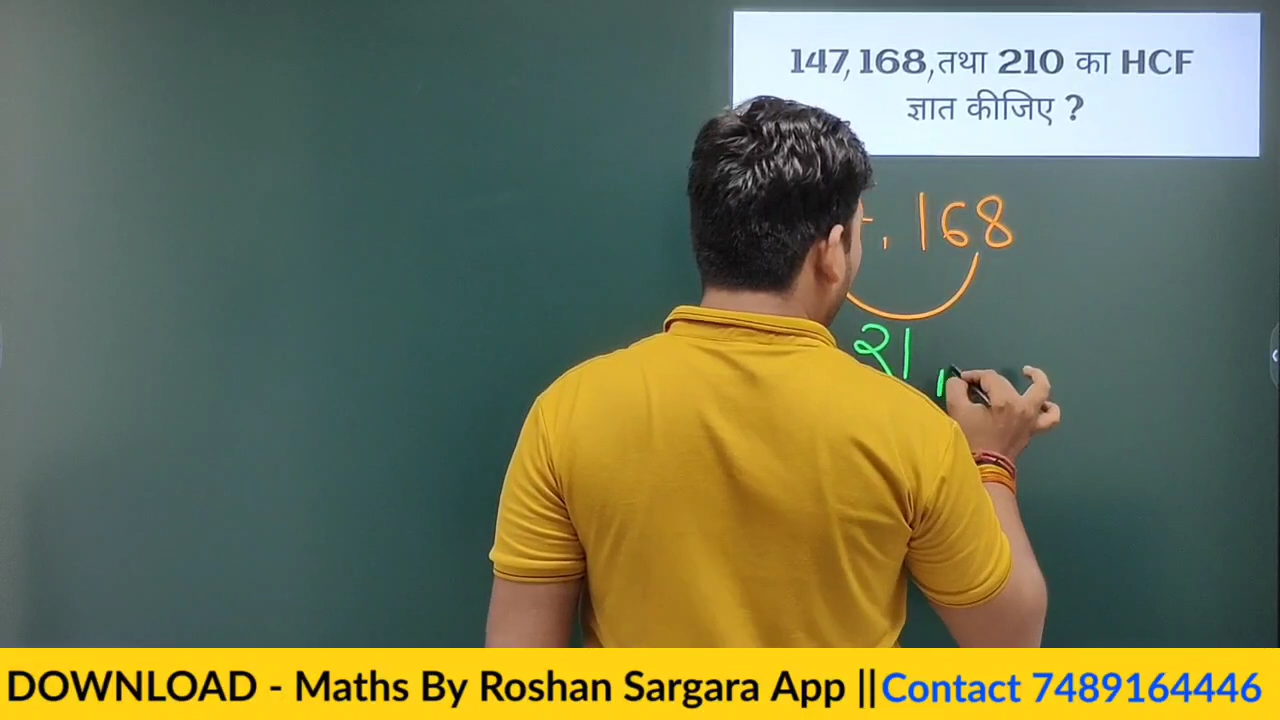 147, 168, तथा 210 का HCF
ज्ञात कीजिए ?
, 168
21,
DOWNLOAD - Maths By Roshan Sargara App || Contact 7489164446